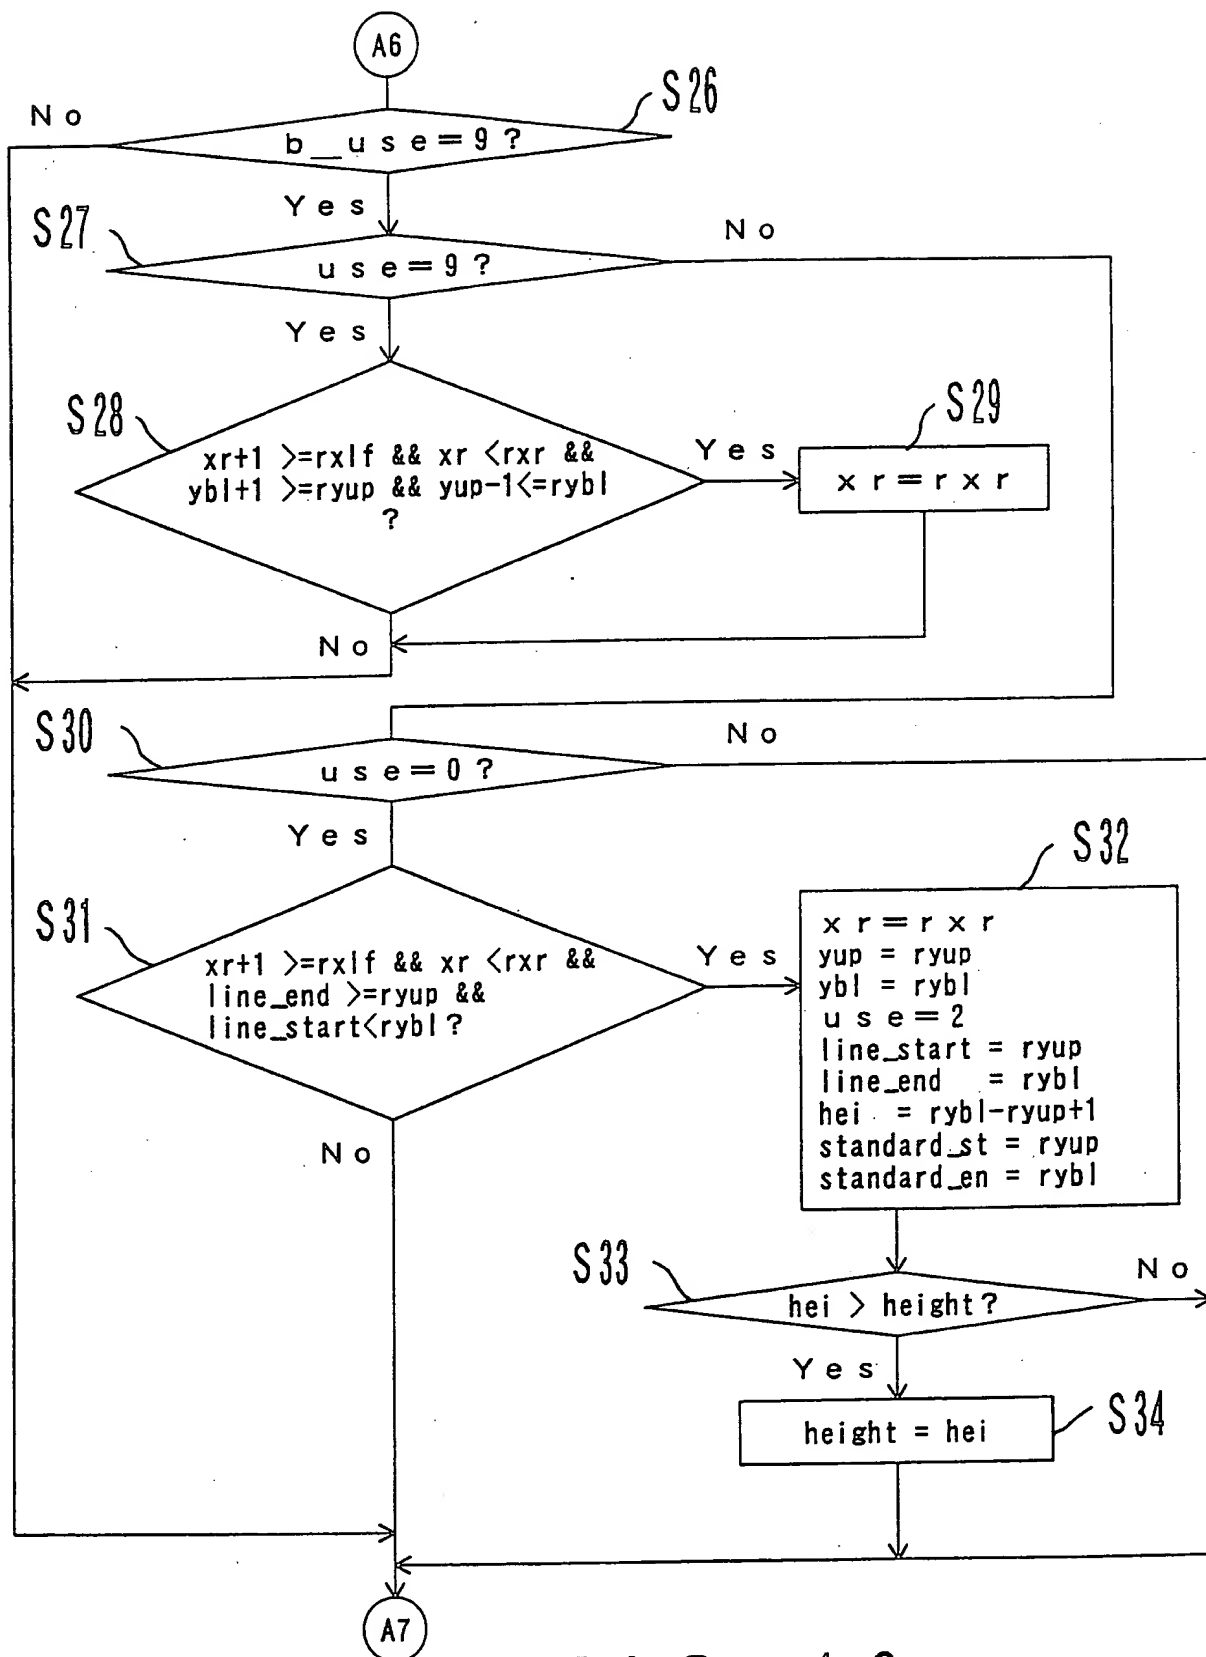 A6
S26
No
b_use=9?
Yes
S27
No
use=9?
Yes
S28
S29
xr+1 >=rxlf && xr <rxr &&
ybl+1 >=ryup && yup-1<=rybl
?
Yes
xr=rxr
No
S30
No
use=0?
Yes
S32
S31
xr+1 >=rxlf && xr <rxr &&
line_end >=ryup &&
line_start<rybl?
Yes
xr=rxr
yup = ryup
ybl = rybl
use=2
line_start = ryup
line_end = rybl
hei = rybl-ryup+1
standard_st = ryup
standard_en = rybl
No
S33
No
hei > height?
Yes
height = hei
S34
A7